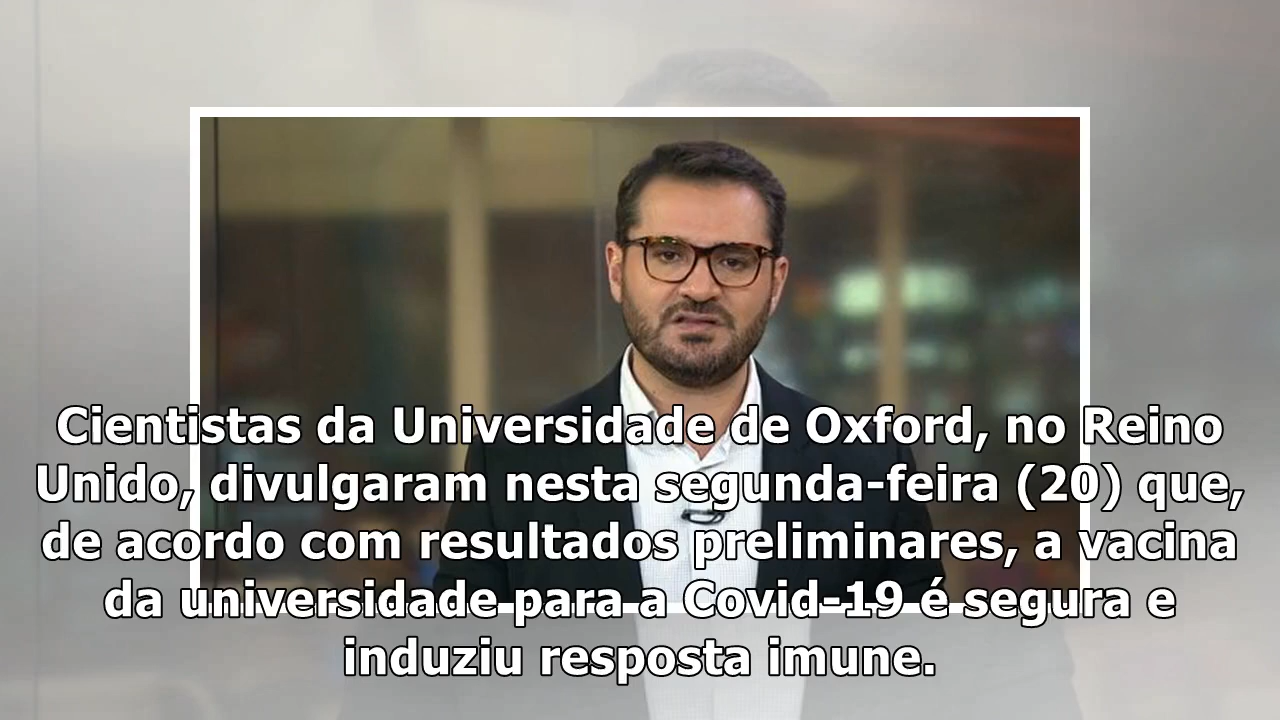 Cientistas da Universidade de Oxford, no Reino
Unido, divulgaram nesta segunda-feira (20) que,
de acordo com resultados preliminares, a vacina
da universidade para a Covid-19 é segura e
induziu resposta imune.